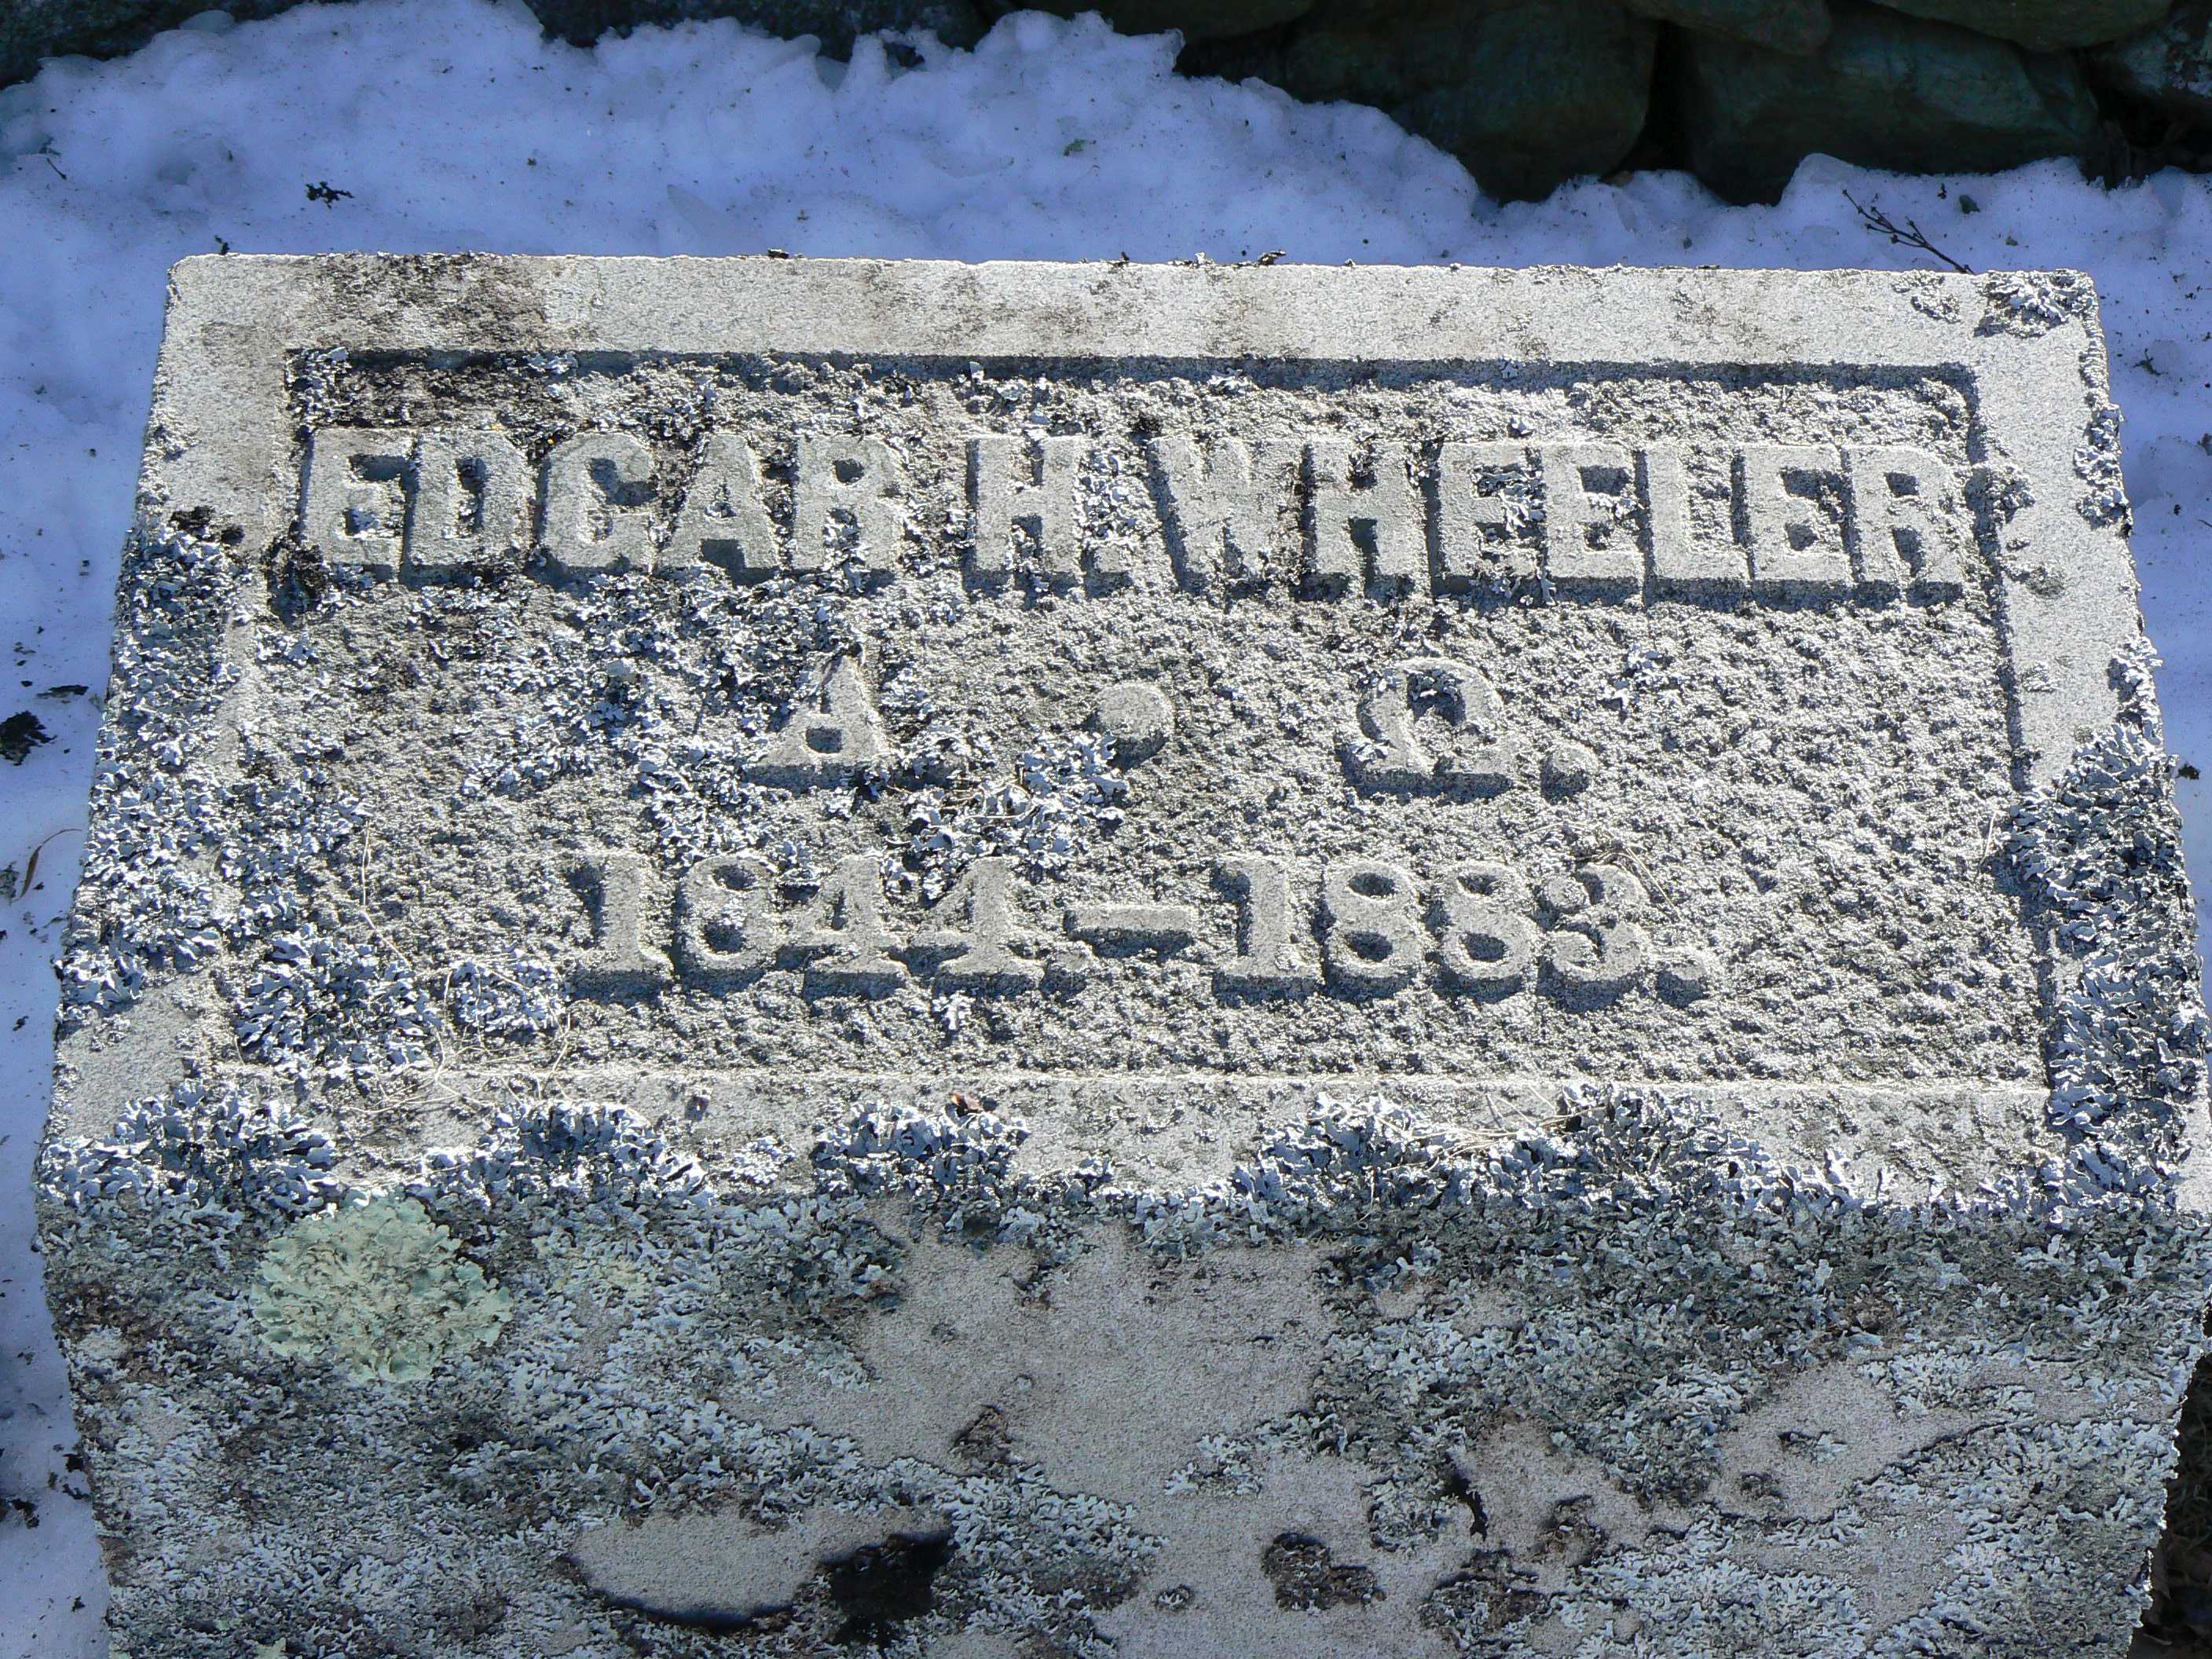 EDGAR H. WHEELER
Α • Ω.
1844.—1883.